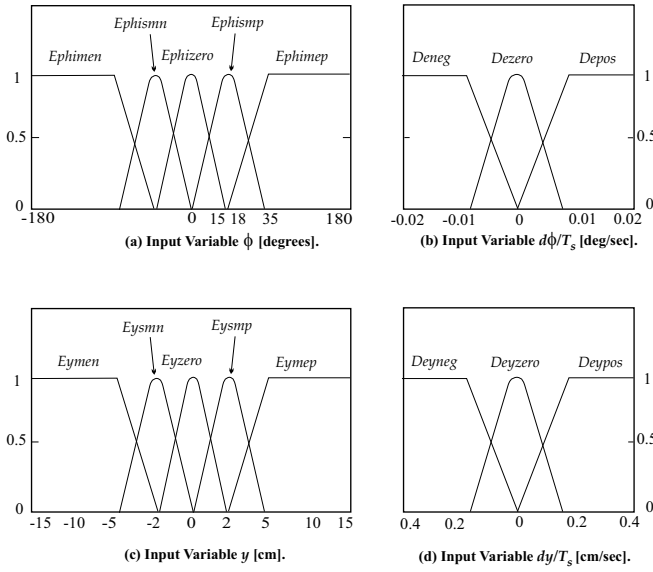 Ephismn Ephismp
Ephimen Ephizero Ephimep
1
0.5
0
-180 0 15 18 35 180
(a) Input Variable ϕ [degrees].
Deneg Dezero Depos
1
0.5
0
-0.02 -0.01 0 0.01 0.02
(b) Input Variable dϕ/Ts [deg/sec].
Eysmn Eysmp
Eymen Eyzero Eymep
1
0.5
0
-15 -10 -5 -2 0 2 5 10 15
(c) Input Variable y [cm].
Deyneg Deyzero Deypos
1
0.5
0
0.4 0.2 0 0.2 0.4
(d) Input Variable dy/Ts [cm/sec].